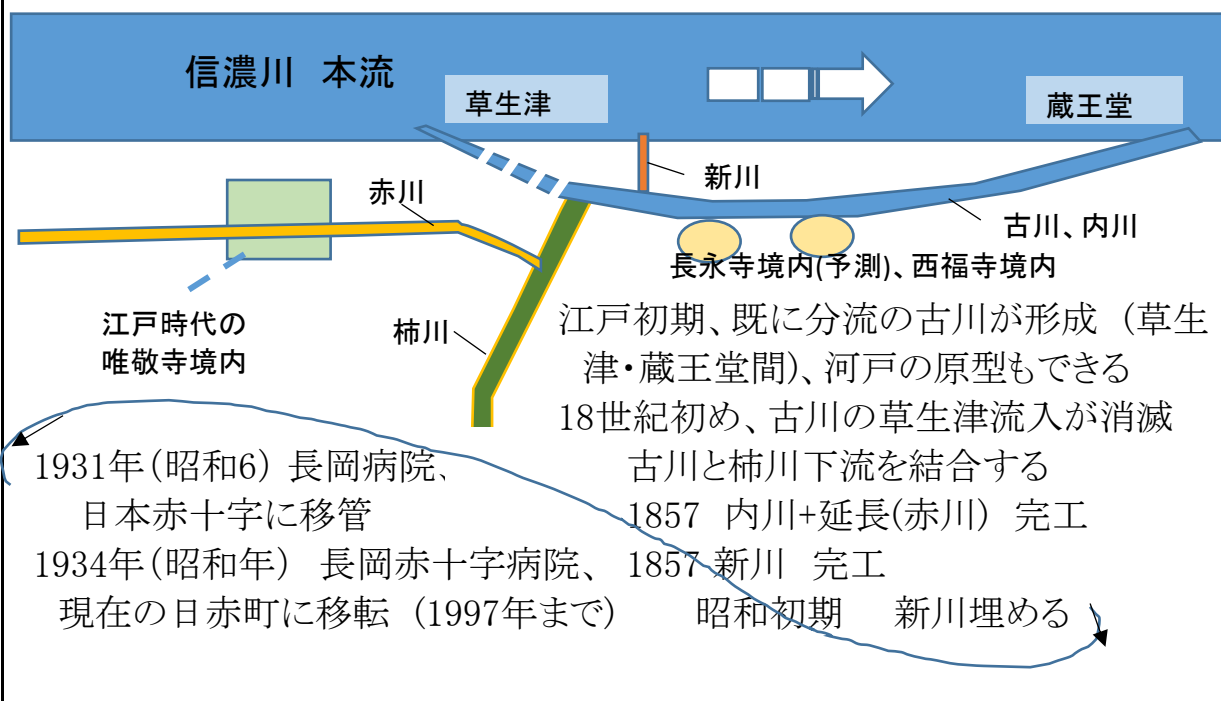 信濃川 本流
草生津
蔵王堂
新川
赤川
古川、内川
長永寺境内(予測)、西福寺境内
江戸時代の
唯敬寺境内
柿川
江戸初期、既に分流の古川が形成 (草生
津・蔵王堂間)、河戸の原型もできる
18世紀初め、古川の草生津流入が消滅
古川と柿川下流を結合する
1857 内川+延長(赤川) 完工
1857 新川 完工
昭和初期 新川埋める
1931年(昭和6) 長岡病院、
日本赤十字に移管
1934年(昭和年) 長岡赤十字病院、
現在の日赤町に移転 (1997年まで)